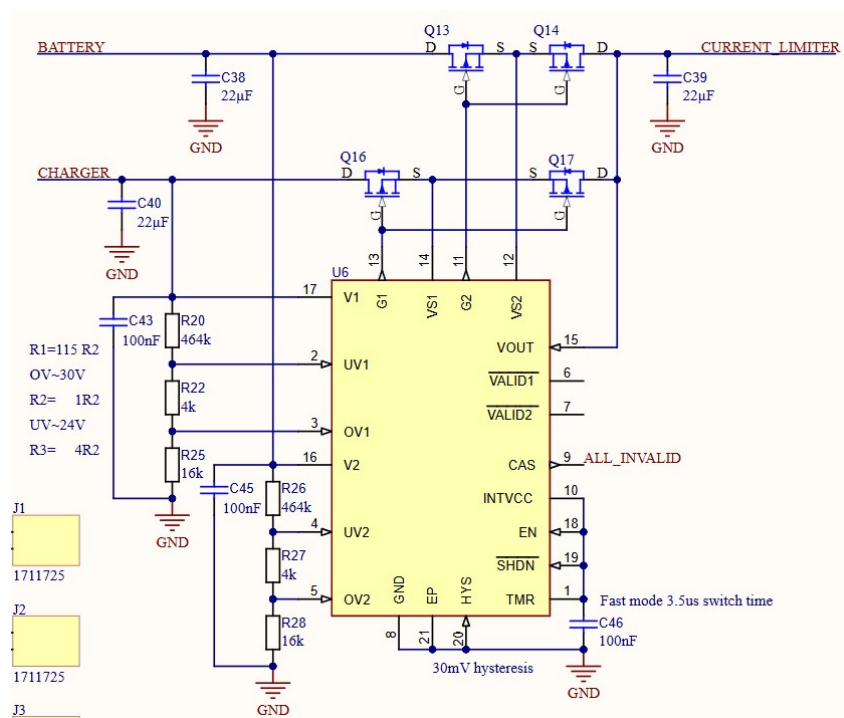 Q13
Q14
BATTERY
D
S
S
D
CURRENT_LIMITER
C38
22µF
G
G
C39
22µF
GND
GND
Q16
Q17
CHARGER
D
S
S
D
C40
22µF
G
G
GND
13
14
11
12
U6
17
V1
G1
VS1
G2
VS2
C43
100nF
R20
464k
VOUT
15
R1=115 R2
OV~30V
R2= 1R2
UV~24V
R3= 4R2
2
UV1
VALID1
6
R22
4k
VALID2
7
3
OV1
R25
16k
16
V2
CAS
9
ALL_INVALID
C45
100nF
R26
464k
INTVCC
10
GND
J1
4
UV2
EN
18
R27
4k
SHDN
19
1711725
5
OV2
GND
EP
HYS
TMR
1
Fast mode 3.5us switch time
J2
R28
16k
C46
100nF
8
21
20
30mV hysteresis
1711725
GND
GND
J3